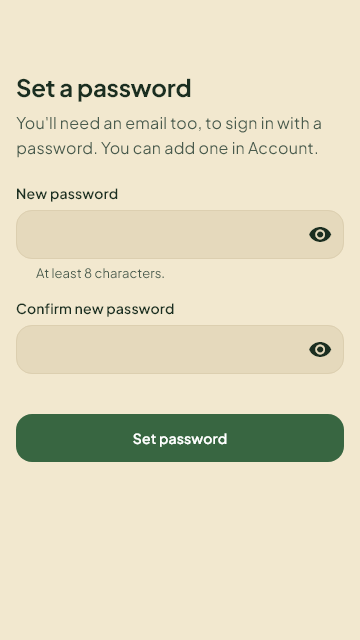 Set a password
You'll need an email too, to sign in with a
password. You can add one in Account.
New password
At least 8 characters.
Confirm new password
Set password